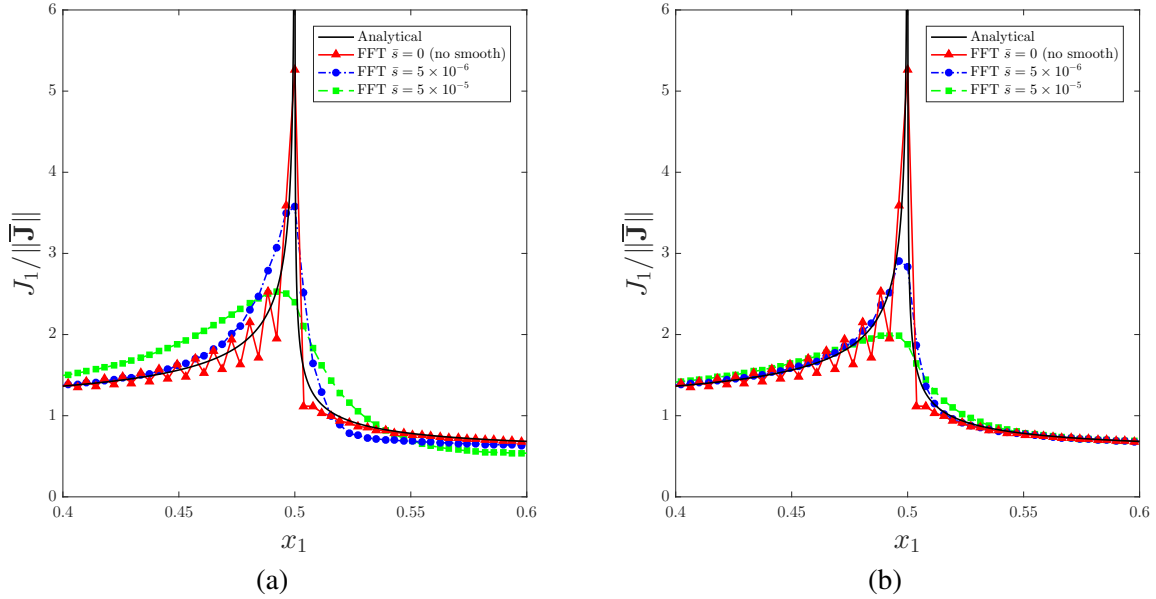 6
5
4
3
2
1
0
J₁/||J̅||
Analytical
FFT s̄ = 0 (no smooth)
FFT s̄ = 5 × 10⁻⁶
FFT s̄ = 5 × 10⁻⁵
0.4 0.45 0.5 0.55 0.6
x₁
(a)
6
5
4
3
2
1
0
J₁/||J̅||
Analytical
FFT s̄ = 0 (no smooth)
FFT s̄ = 5 × 10⁻⁶
FFT s̄ = 5 × 10⁻⁵
0.4 0.45 0.5 0.55 0.6
x₁
(b)